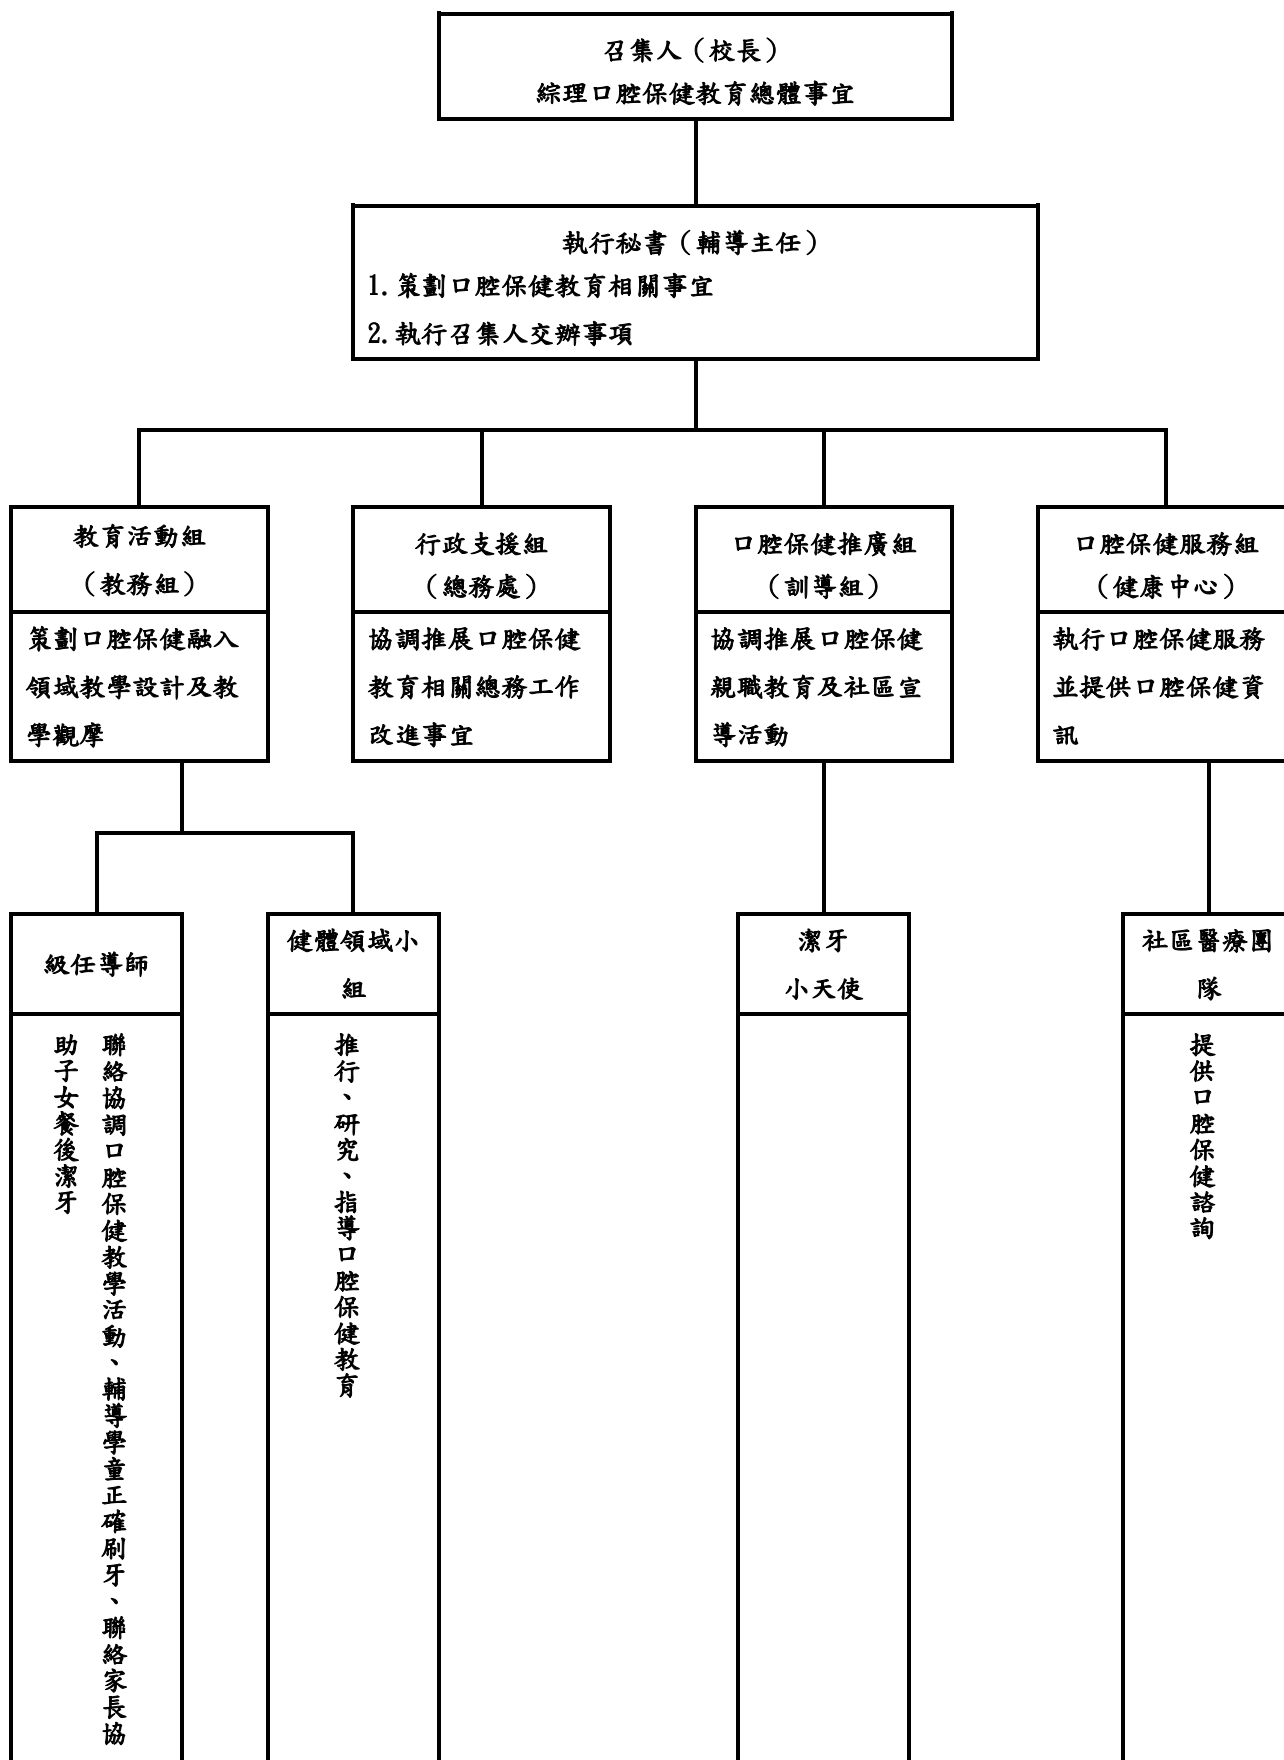 召集人（校長）
綜理口腔保健教育總體事宜
執行秘書（輔導主任）
1.策劃口腔保健教育相關事宜
2.執行召集人交辦事項
教育活動組
（教務組）
策劃口腔保健融入
領域教學設計及教
學觀摩
行政支援組
（總務處）
協調推展口腔保健
教育相關總務工作
改進事宜
口腔保健推廣組
（訓導組）
協調推展口腔保健
親職教育及社區宣
導活動
口腔保健服務組
（健康中心）
執行口腔保健服務
並提供口腔保健資
訊
級任導師
聯絡協調口腔保健教學活動、輔導學童正確刷牙、聯絡家長協
助子女餐後潔牙
健體領域小
組
推行、研究、指導口腔保健教育
潔牙
小天使
社區醫療團
隊
提供口腔保健諮詢